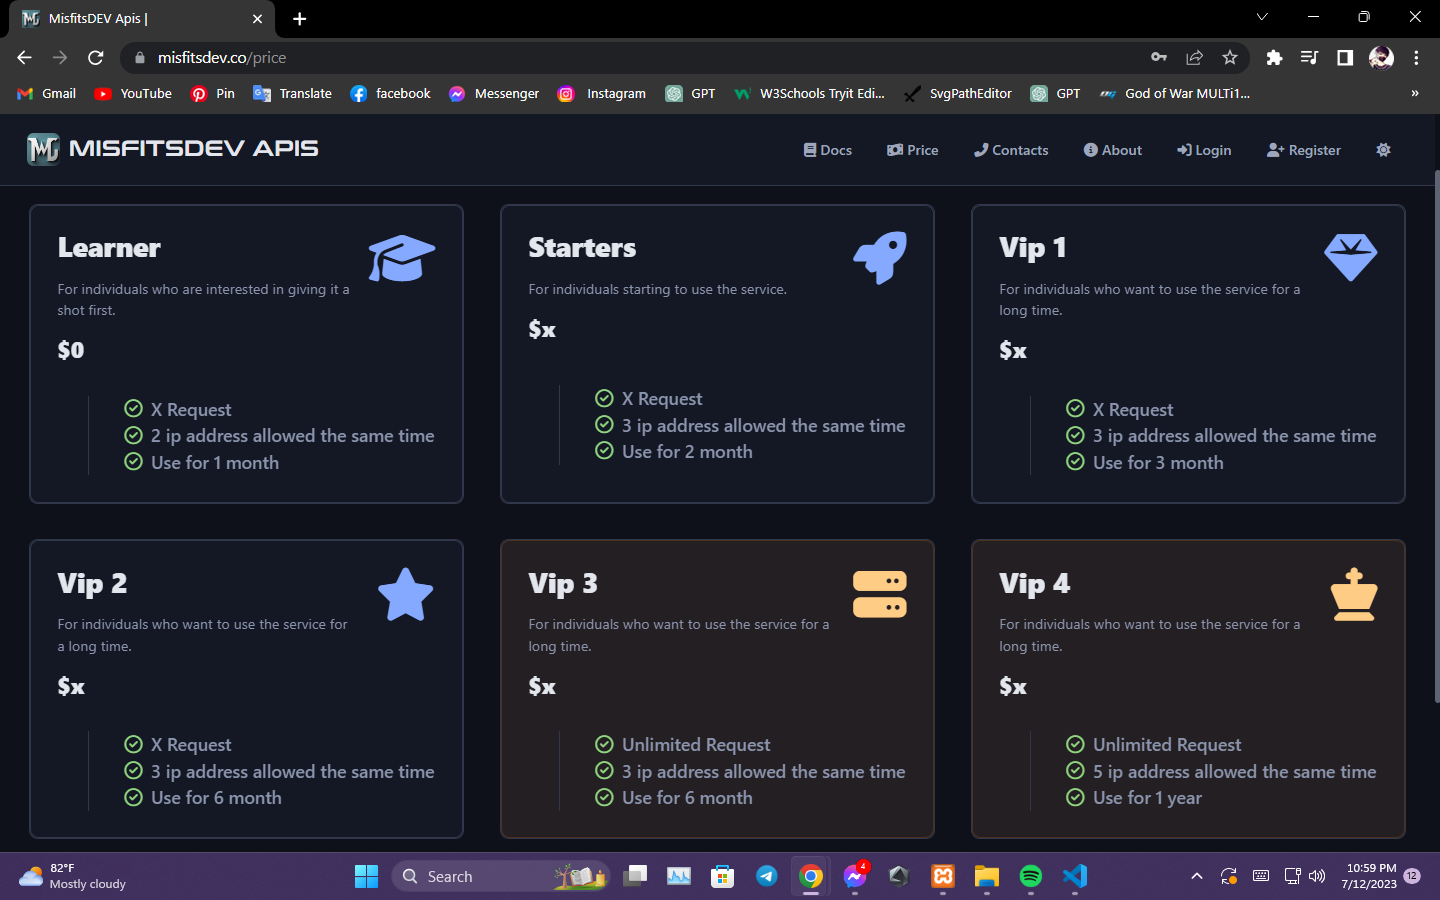 MisfitsDEV Apis |
misfitsdev.co/price
Gmail
YouTube
Pin
Translate
facebook
Messenger
Instagram
GPT
W3Schools Tryit Edi...
SvgPathEditor
GPT
God of War MULTi1...
»
MISFITSDEV APIS
Docs
Price
Contacts
About
Login
Register
Learner
For individuals who are interested in giving it a
shot first.
$0
X Request
2 ip address allowed the same time
Use for 1 month
Starters
For individuals starting to use the service.
$x
X Request
3 ip address allowed the same time
Use for 2 month
Vip 1
For individuals who want to use the service for a
long time.
$x
X Request
3 ip address allowed the same time
Use for 3 month
Vip 2
For individuals who want to use the service for
a long time.
$x
X Request
3 ip address allowed the same time
Use for 6 month
Vip 3
For individuals who want to use the service for a
long time.
$x
Unlimited Request
3 ip address allowed the same time
Use for 6 month
Vip 4
For individuals who want to use the service for a
long time.
$x
Unlimited Request
5 ip address allowed the same time
Use for 1 year
82°F
Mostly cloudy
Search
4
10:59 PM
7/12/2023
12